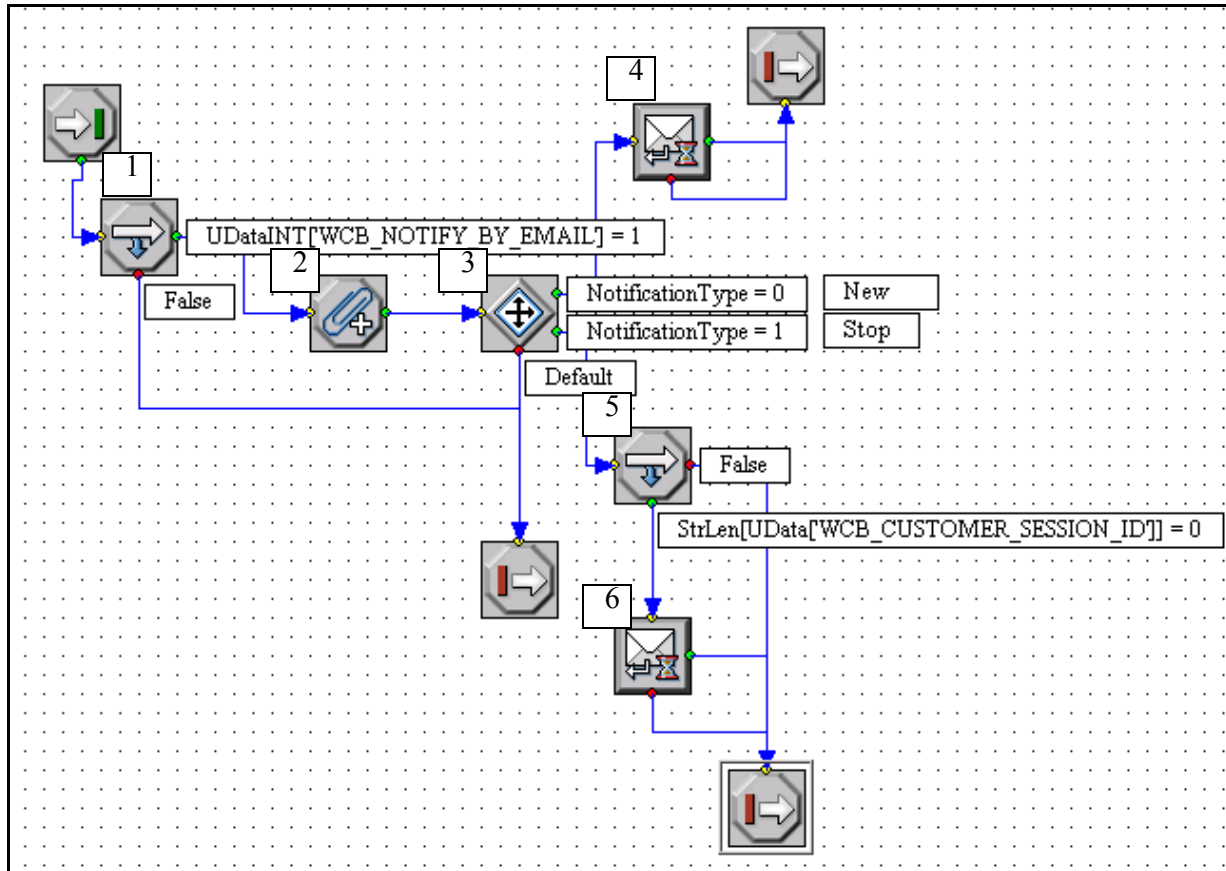 4
1
UDataINT['WCB_NOTIFY_BY_EMAIL'] = 1
2
3
False
NotificationType = 0
New
NotificationType = 1
Stop
Default
5
False
StrLen[UData['WCB_CUSTOMER_SESSION_ID']] = 0
6